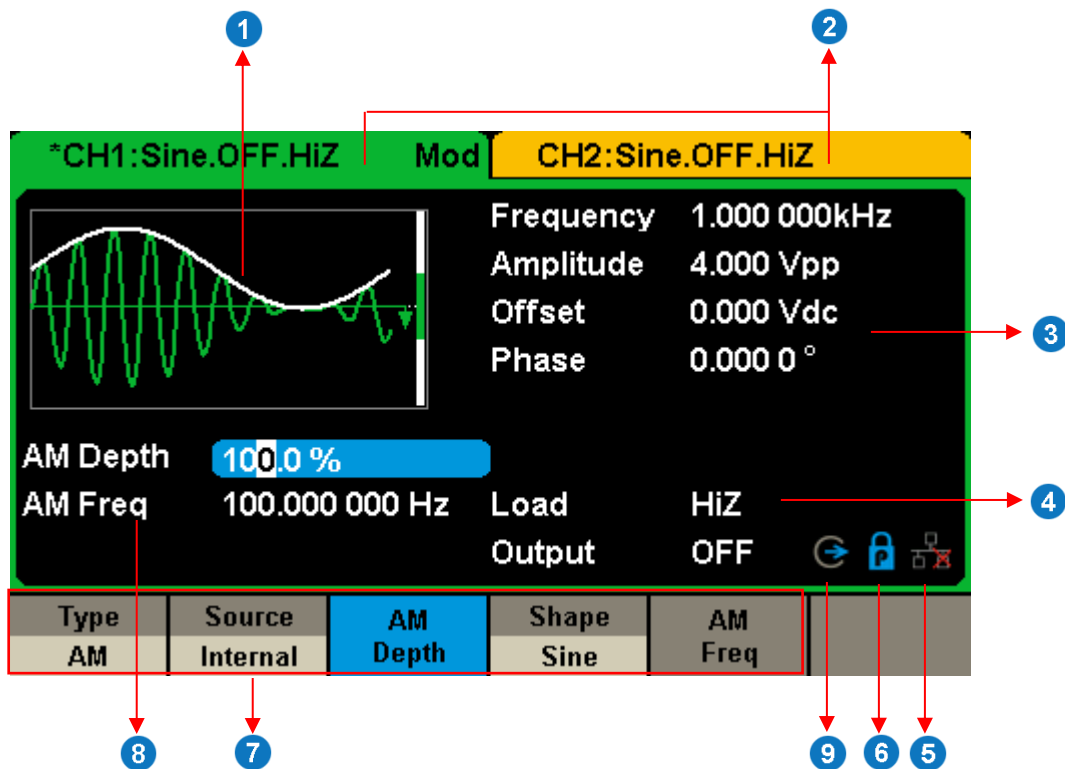 1
2
*CH1:Sine.OFF.HiZ Mod
CH2:Sine.OFF.HiZ
Frequency 1.000 000kHz
Amplitude 4.000 Vpp
Offset 0.000 Vdc
Phase 0.000 0 °
3
AM Depth 100.0 %
AM Freq 100.000 000 Hz
Load HiZ
4
Output OFF
P
Type
AM
Source
Internal
AM
Depth
Shape
Sine
AM
Freq
8
7
9
6
5